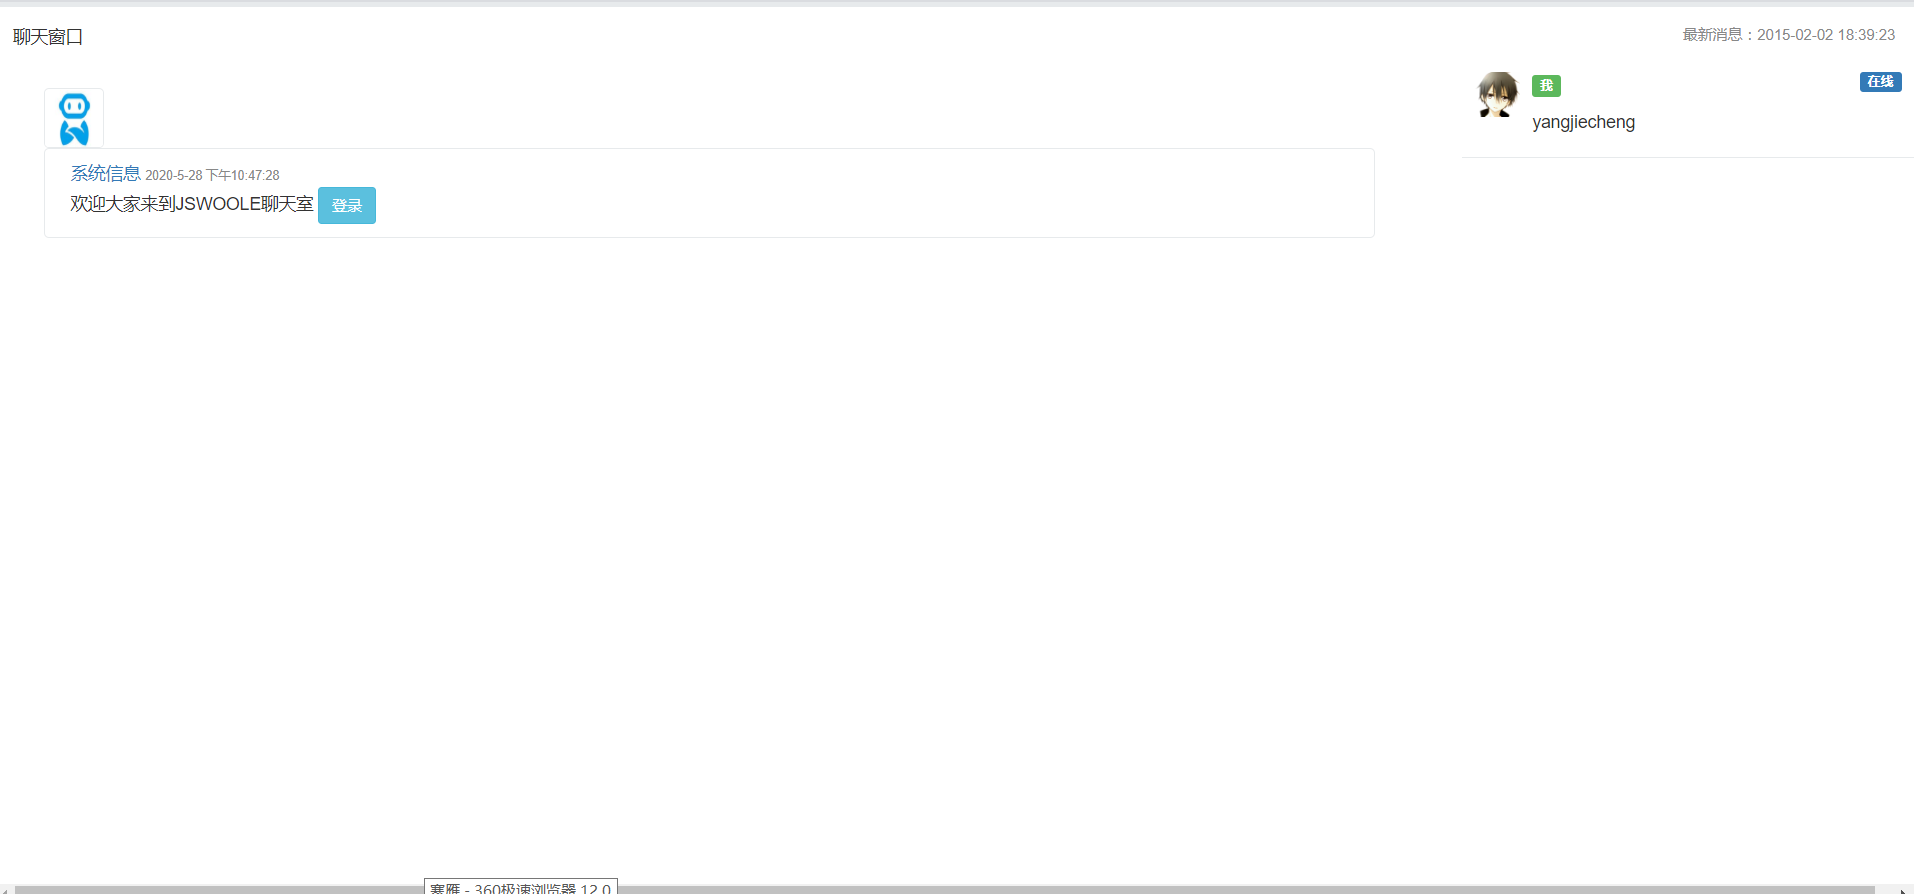 聊天窗口
最新消息：2015-02-02 18:39:23
我
在线
yangjiecheng
系统信息 2020-5-28 下午10:47:28
欢迎大家来到JSWOOLE聊天室 登录
寒雁 - 360极速浏览器 12.0